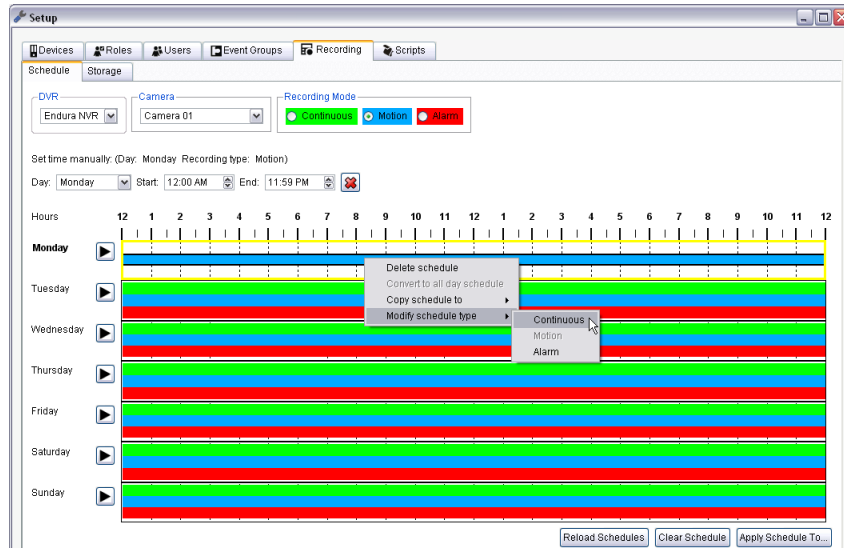 Setup
Devices Roles Users Event Groups Recording Scripts
Schedule Storage
DVR Camera Recording Mode
Endura NVR Camera 01 Continuous Motion Alarm
Set time manually: (Day: Monday Recording type: Motion)
Day: Monday Start: 12:00 AM End: 11:59 PM
Hours 12 1 2 3 4 5 6 7 8 9 10 11 12 1 2 3 4 5 6 7 8 9 10 11 12
Monday
Delete schedule
Tuesday
Convert to all day schedule
Copy schedule to
Modify schedule type
Continuous
Wednesday
Motion
Alarm
Thursday
Friday
Saturday
Sunday
Reload Schedules Clear Schedule Apply Schedule To...